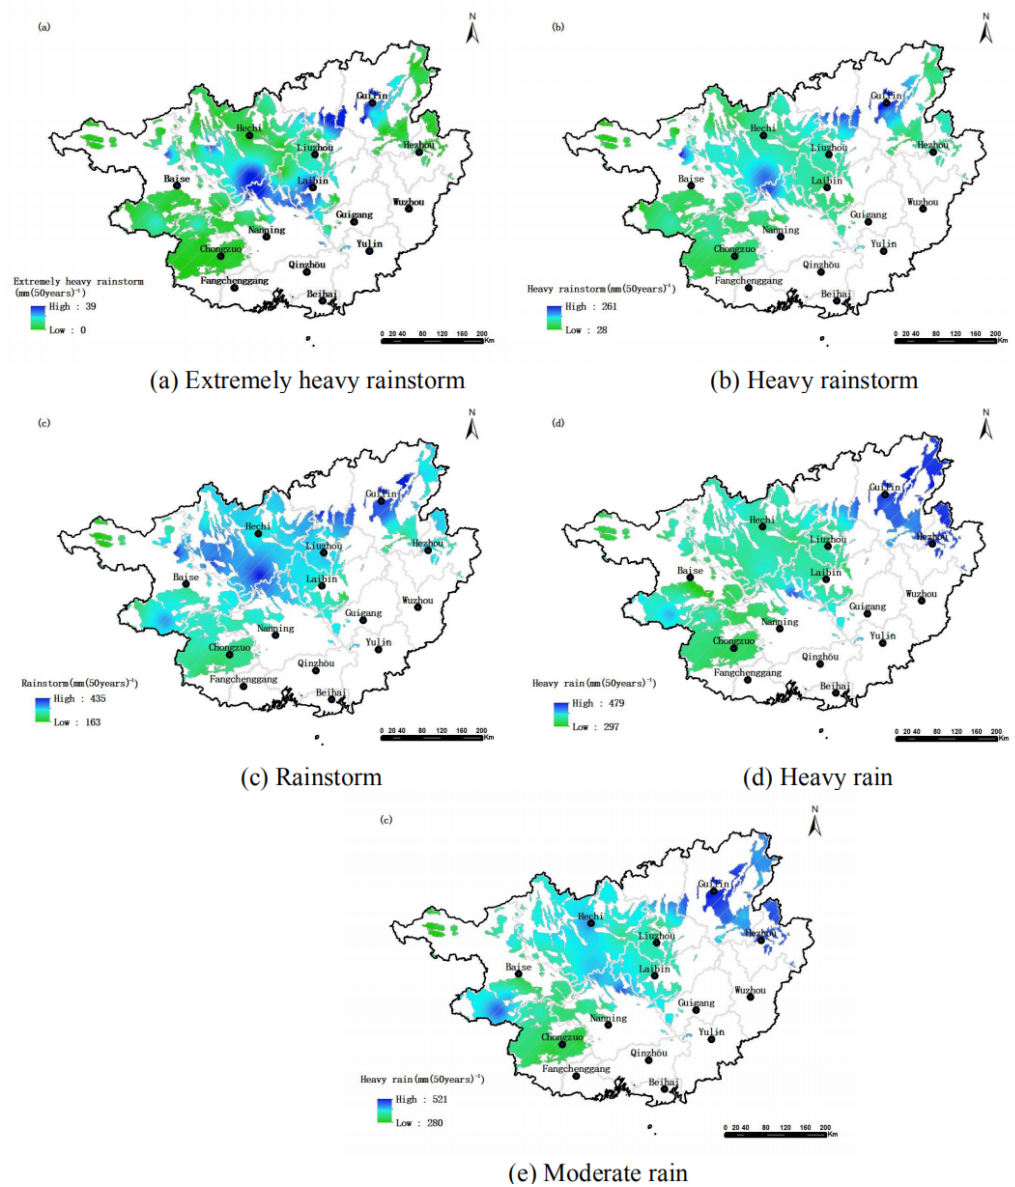 (a)
N
Guilin
Hechi
Liuzhou
Hezhou
Baise
Laibin
Wuzhou
Guigang
Nanning
Yulin
Chongzuo
Qinzhou
Fangchenggang
Beihai
Extremely heavy rainstorm
(mm(50years)⁻¹)
High : 39
Low : 0
0 20 40 80 120 160 200
Km
(a) Extremely heavy rainstorm
(b)
N
Guilin
Hechi
Liuzhou
Hezhou
Baise
Laibin
Wuzhou
Guigang
Nanning
Yulin
Chongzuo
Qinzhou
Fangchenggang
Beihai
Heavy rainstorm(mm(50years)⁻¹)
High : 261
Low : 28
0 20 40 80 120 160 200
Km
(b) Heavy rainstorm
(c)
N
Guilin
Hechi
Liuzhou
Hezhou
Baise
Laibin
Wuzhou
Guigang
Nanning
Yulin
Chongzuo
Qinzhou
Fangchenggang
Beihai
Rainstorm(mm(50years)⁻¹)
High : 435
Low : 163
0 20 40 80 120 160 200
Km
(c) Rainstorm
(d)
N
Guilin
Hechi
Liuzhou
Hezhou
Baise
Laibin
Wuzhou
Guigang
Nanning
Yulin
Chongzuo
Qinzhou
Fangchenggang
Beihai
Heavy rain(mm(50years)⁻¹)
High : 479
Low : 297
0 20 40 80 120 160 200
Km
(d) Heavy rain
(c)
N
Guilin
Hechi
Liuzhou
Hezhou
Baise
Laibin
Wuzhou
Guigang
Nanning
Yulin
Chongzuo
Qinzhou
Fangchenggang
Beihai
Heavy rain(mm(50years)⁻¹)
High : 521
Low : 280
0 20 40 80 120 160 200
Km
(e) Moderate rain